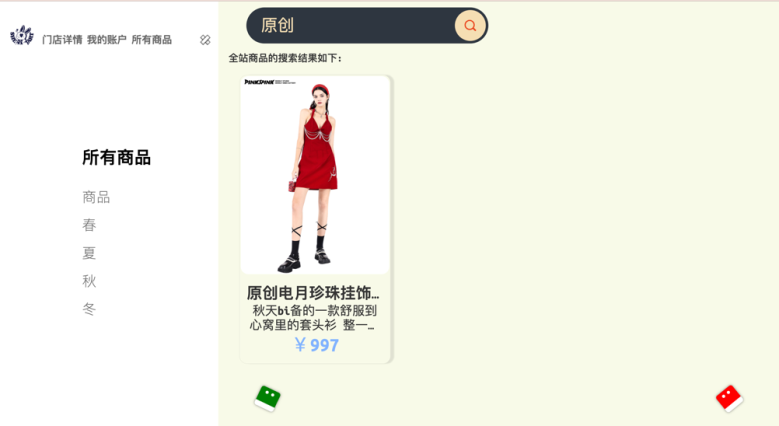 门店详情 我的账户 所有商品
所有商品
商品
春
夏
秋
冬
原创
全站商品的搜索结果如下:
PINKSPINK
原创电月珍珠挂饰…
秋天bi备的一款舒服到
心窝里的套头衫 整一…
￥997